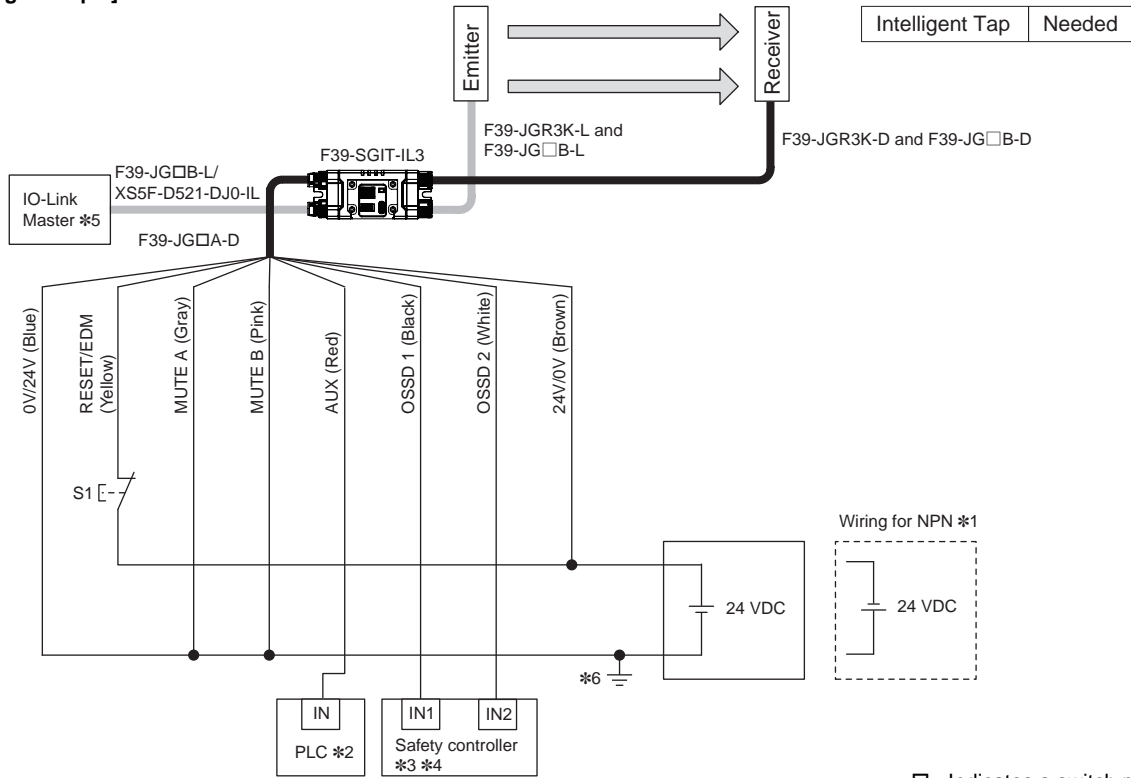 Intelligent Tap Needed
Emitter
Receiver
F39-JGR3K-L and
F39-JG□B-L
F39-JGR3K-D and F39-JG□B-D
F39-SGIT-IL3
F39-JG□B-L/
XS5F-D521-DJ0-IL
IO-Link
Master *5
F39-JG□A-D
0V/24V (Blue)
RESET/EDM
(Yellow)
MUTE A (Gray)
MUTE B (Pink)
AUX (Red)
OSSD 1 (Black)
OSSD 2 (White)
24V/0V (Brown)
S1
Wiring for NPN *1
24 VDC
24 VDC
*6
IN
PLC *2
IN1
IN2
Safety controller
*3 *4